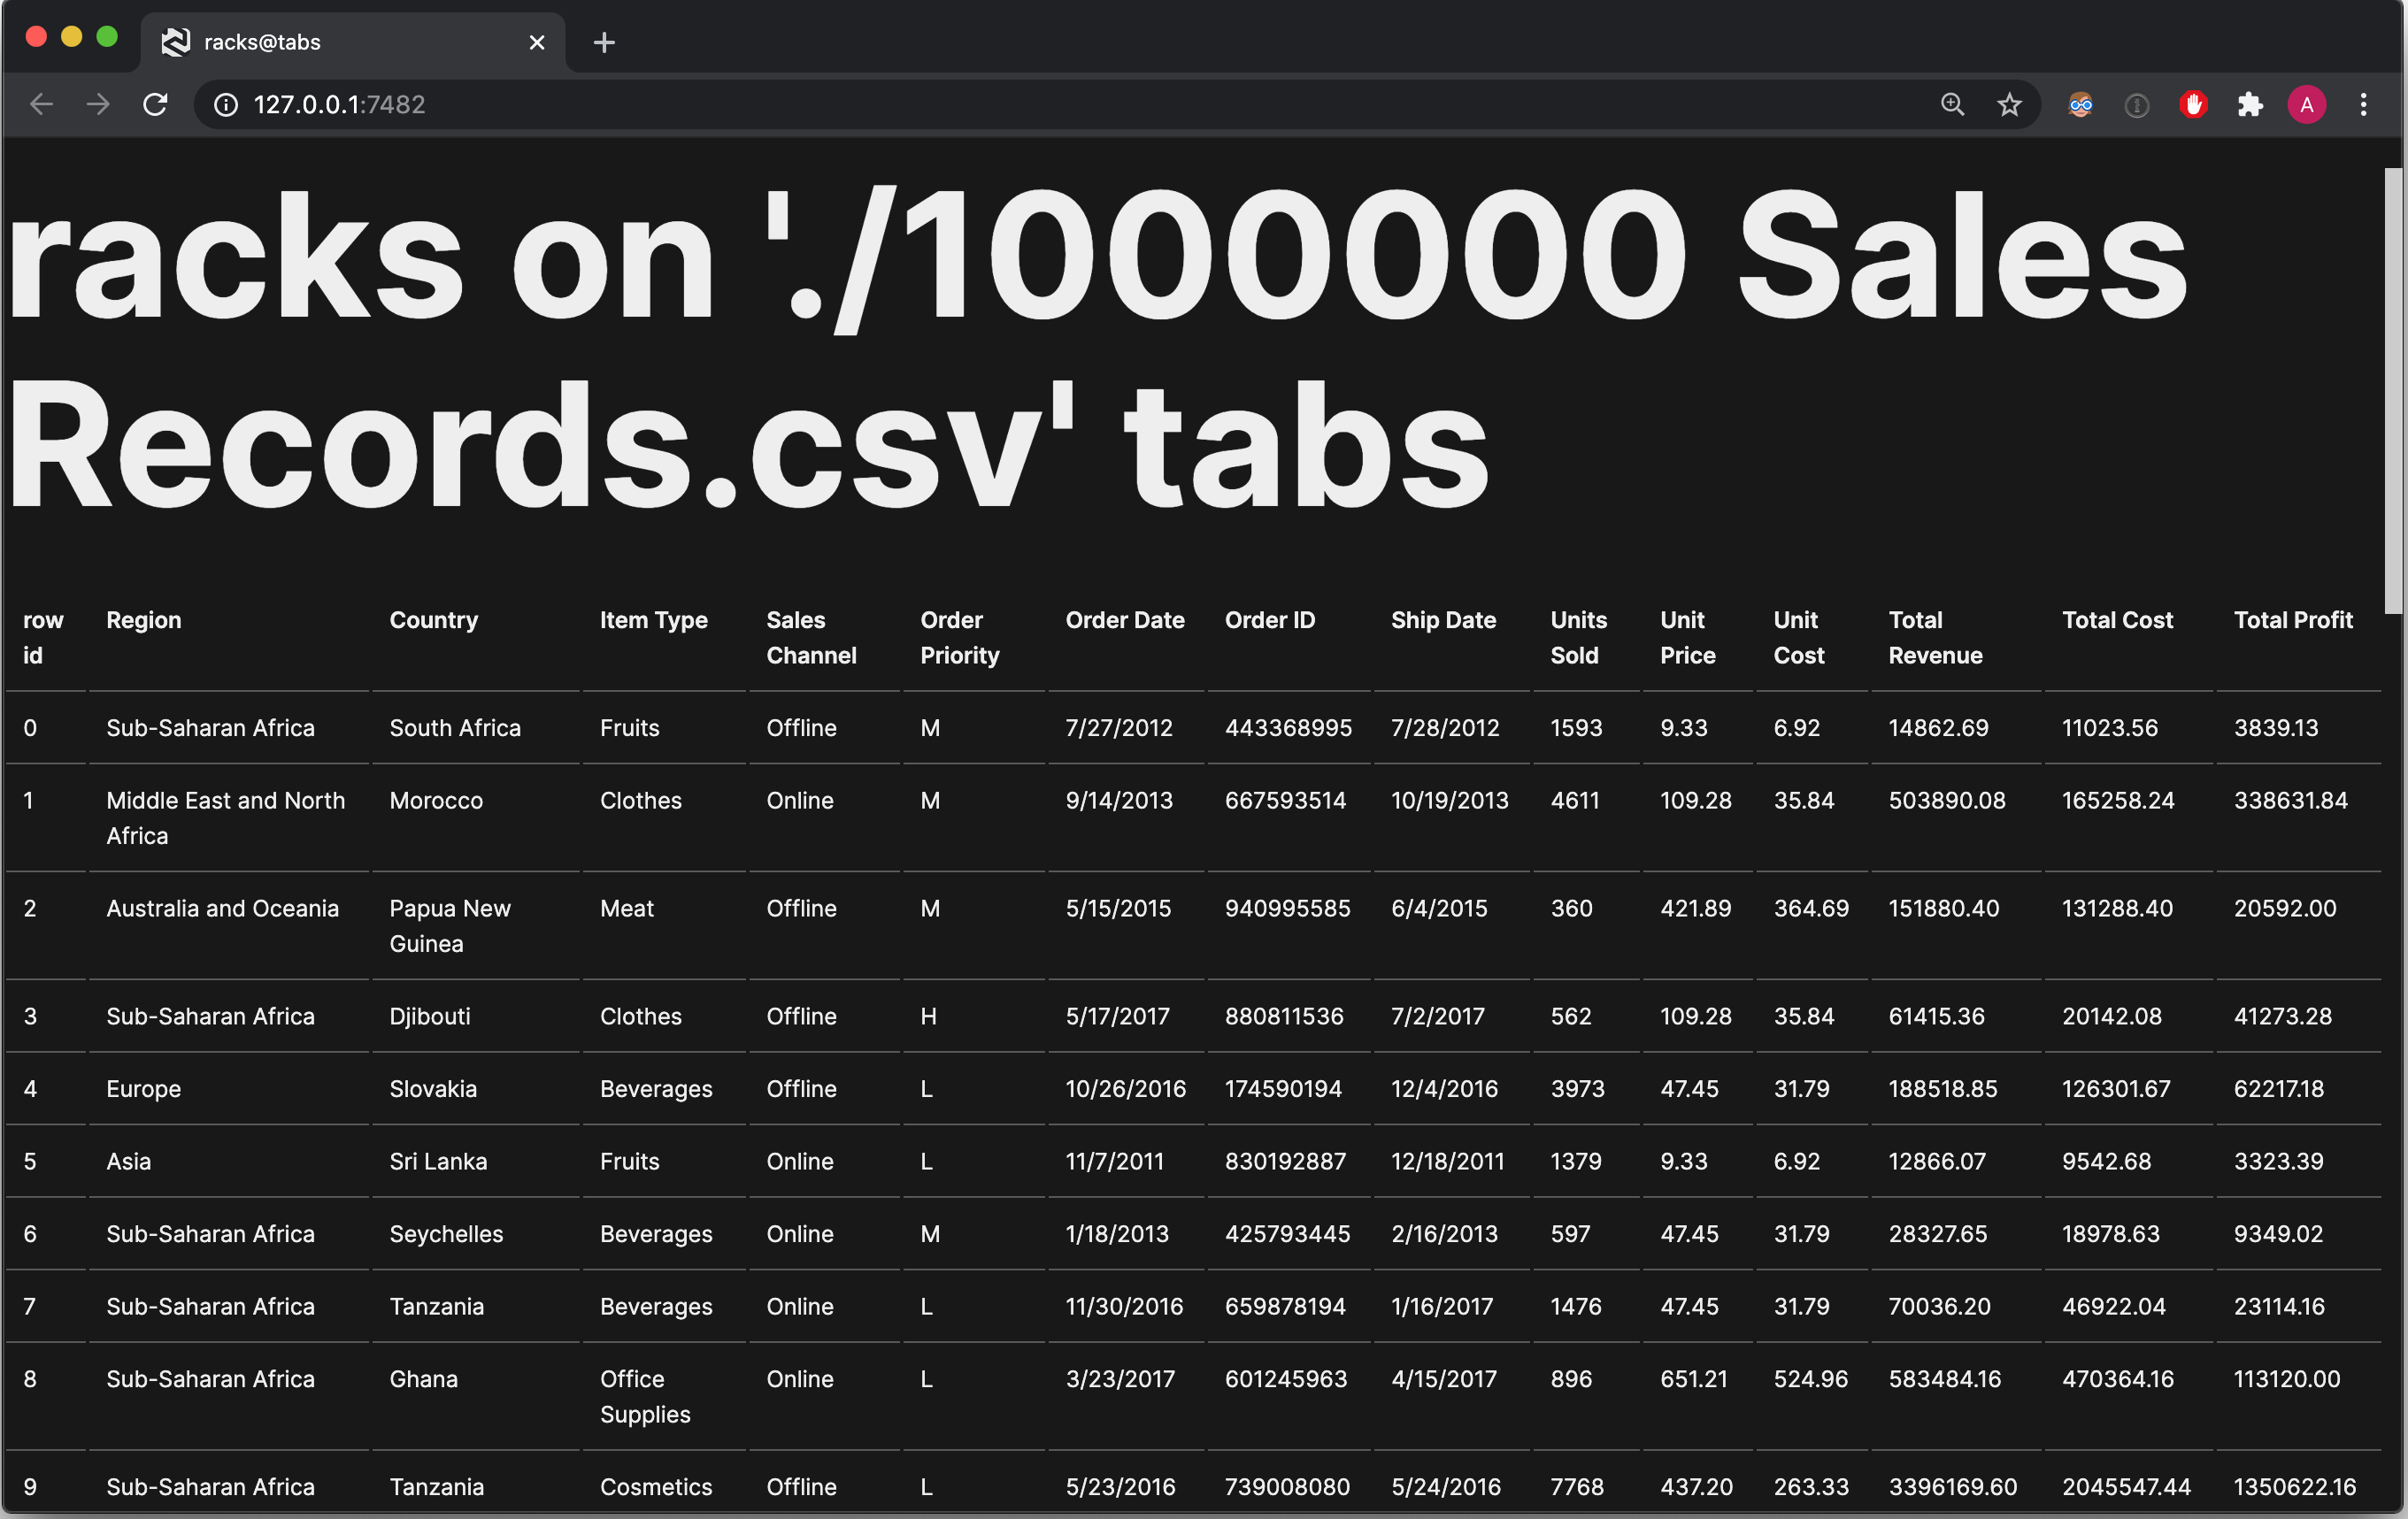 racks@tabs
127.0.0.1:7482
A
racks on './1000000 Sales
Records.csv' tabs
row id Region Country Item Type Sales Channel Order Priority Order Date Order ID Ship Date Units Sold Unit Price Unit Cost Total Revenue Total Cost Total Profit
0 Sub-Saharan Africa South Africa Fruits Offline M 7/27/2012 443368995 7/28/2012 1593 9.33 6.92 14862.69 11023.56 3839.13
1 Middle East and North Africa Morocco Clothes Online M 9/14/2013 667593514 10/19/2013 4611 109.28 35.84 503890.08 165258.24 338631.84
2 Australia and Oceania Papua New Guinea Meat Offline M 5/15/2015 940995585 6/4/2015 360 421.89 364.69 151880.40 131288.40 20592.00
3 Sub-Saharan Africa Djibouti Clothes Offline H 5/17/2017 880811536 7/2/2017 562 109.28 35.84 61415.36 20142.08 41273.28
4 Europe Slovakia Beverages Offline L 10/26/2016 174590194 12/4/2016 3973 47.45 31.79 188518.85 126301.67 62217.18
5 Asia Sri Lanka Fruits Online L 11/7/2011 830192887 12/18/2011 1379 9.33 6.92 12866.07 9542.68 3323.39
6 Sub-Saharan Africa Seychelles Beverages Online M 1/18/2013 425793445 2/16/2013 597 47.45 31.79 28327.65 18978.63 9349.02
7 Sub-Saharan Africa Tanzania Beverages Online L 11/30/2016 659878194 1/16/2017 1476 47.45 31.79 70036.20 46922.04 23114.16
8 Sub-Saharan Africa Ghana Office Supplies Online L 3/23/2017 601245963 4/15/2017 896 651.21 524.96 583484.16 470364.16 113120.00
9 Sub-Saharan Africa Tanzania Cosmetics Offline L 5/23/2016 739008080 5/24/2016 7768 437.20 263.33 3396169.60 2045547.44 1350622.16